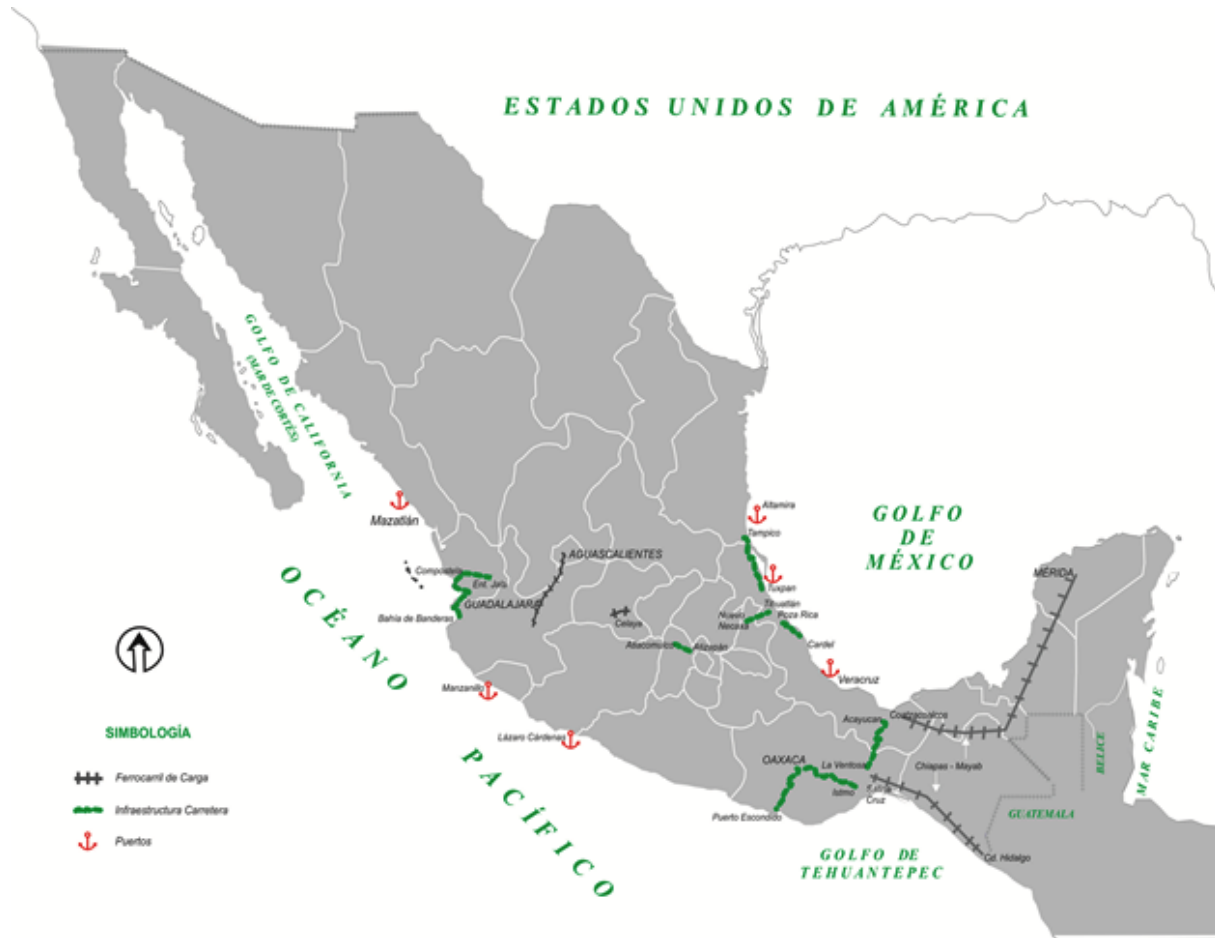 ESTADOS UNIDOS DE AMÉRICA
GOLFO DE CALIFORNIA
(MAR DE CORTÉS)
Mazatlán
Altamira
Tampico
GOLFO
DE
MÉXICO
AGUASCALIENTES
Compostela
Ent. Jala
GUADALAJARA
Bahía de Banderas
Celaya
Atlacomulco
Atizapán
Tuxpan
Tihuatlán
Nuevo
Necaxa
Poza Rica
Cardel
Veracruz
MÉRIDA
OCÉANO
PACÍFICO
Manzanillo
Lázaro Cárdenas
Acayucan
Coatzacoalcos
OAXACA
La Ventosa
Istmo
Cruz
Chiapas - Mayab
Puerto Escondido
BELICE
MAR CARIBE
GUATEMALA
Cd. Hidalgo
GOLFO DE
TEHUANTEPEC
SIMBOLOGÍA
Ferrocarril de Carga
Infraestructura Carretera
Puertos